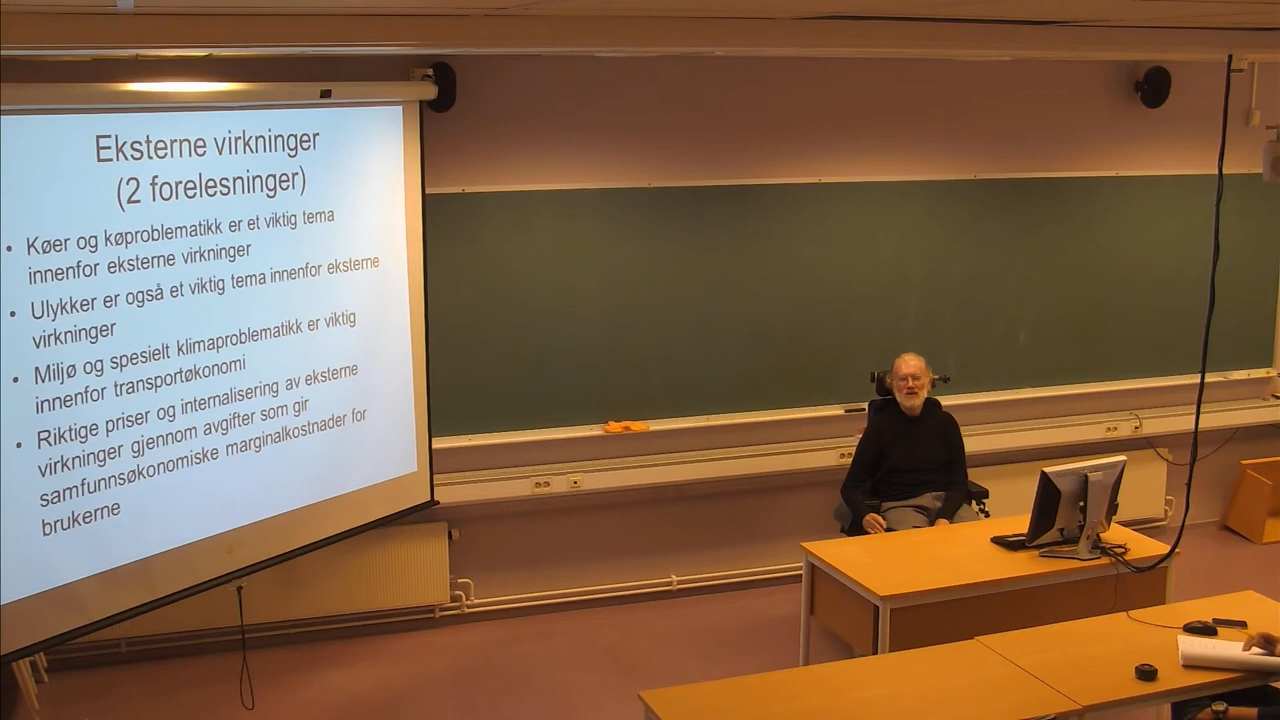 Eksterne virkninger
(2 forelesninger)
• Køer og køproblematikk er et viktig tema
innenfor eksterne virkninger
• Ulykker er også et viktig tema innenfor eksterne
virkninger
• Miljø og spesielt klimaproblematikk er viktig
innenfor transportøkonomi
• Riktige priser og internalisering av eksterne
virkninger gjennom avgifter som gir
samfunnsøkonomiske marginalkostnader for
brukerne